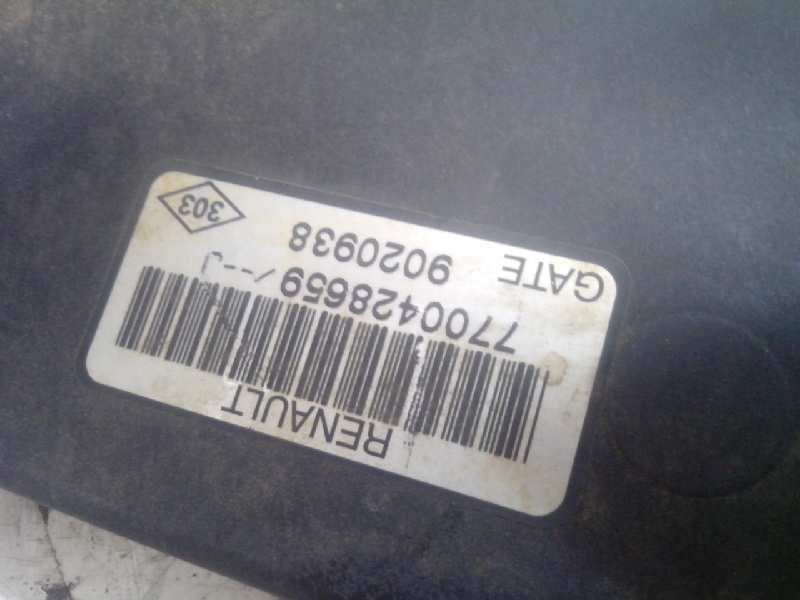 RENAULT
7700428659/--J
GATE 9020938
303